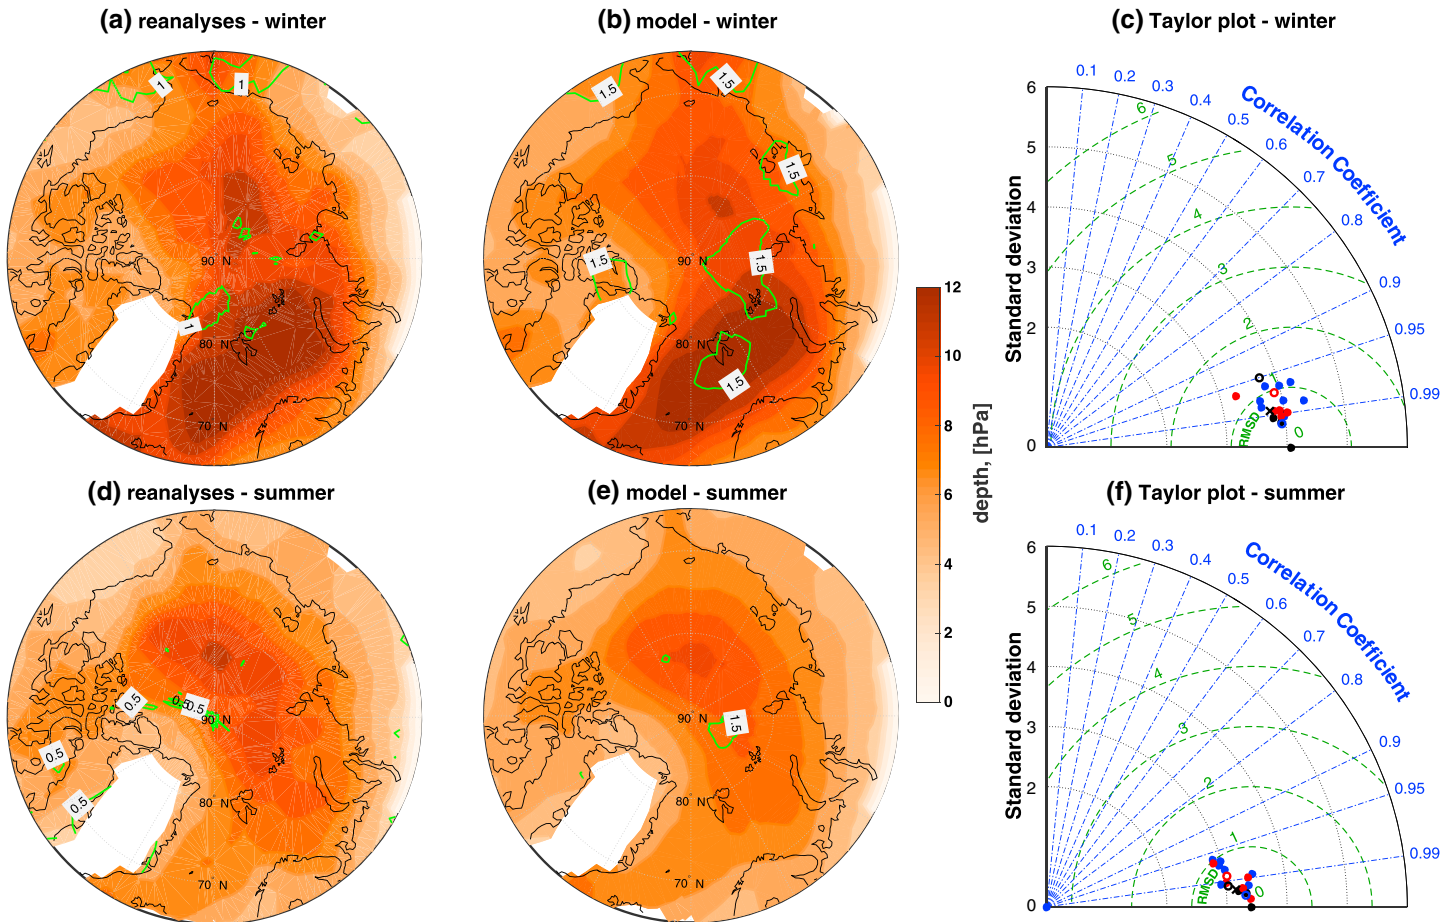 (a) reanalyses - winter
1
1
90 N
1
80 N
70 N
(b) model - winter
1.5
1.5
1.5
1.5
90 N
1.5
80 N
1.5
70 N
12
10
8
6
4
2
0
depth, [hPa]
(c) Taylor plot - winter
Standard deviation
6
5
4
3
2
0
0.1
0.2
0.3
0.4
0.5
0.6
0.7
0.8
0.9
0.95
0.99
Correlation Coefficient
6
5
4
3
2
RMSD
0
(d) reanalyses - summer
0.5
0.5
0.5
90 N
0.5
0.5
80 N
70 N
(e) model - summer
90 N
1.5
80 N
70 N
(f) Taylor plot - summer
Standard deviation
6
5
4
3
2
0
0.1
0.2
0.3
0.4
0.5
0.6
0.7
0.8
0.9
0.95
0.99
Correlation Coefficient
6
5
4
3
2
1
RMSD
0